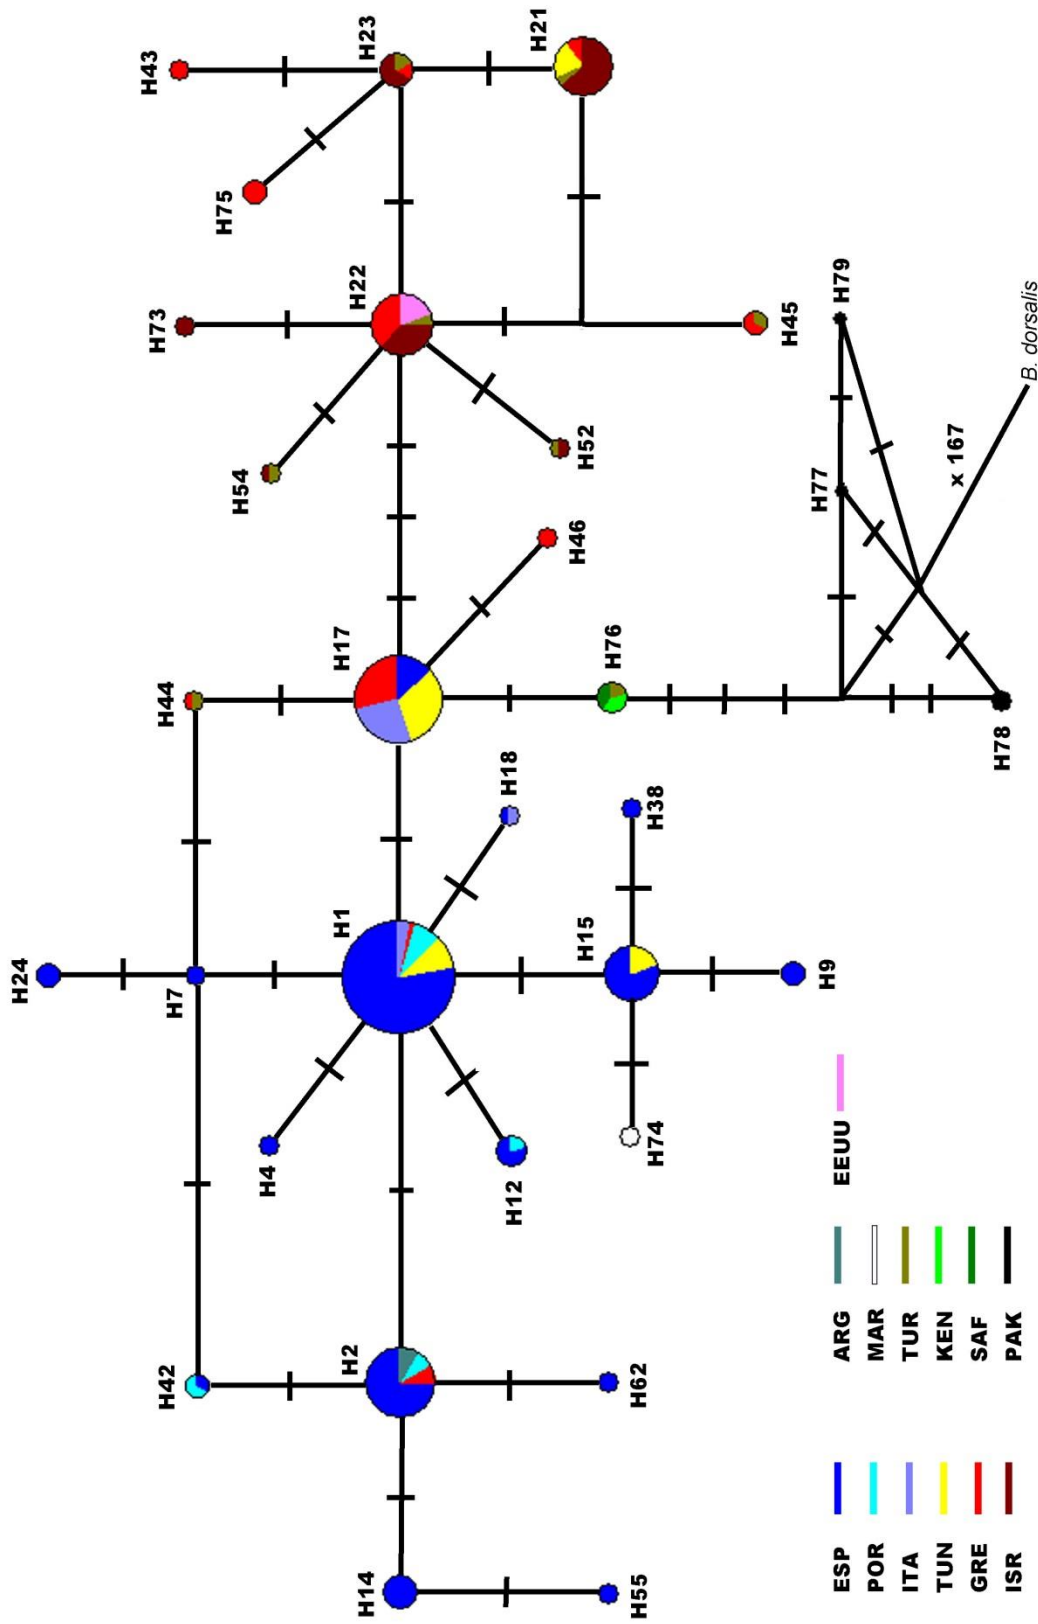 H43
H23
H21
H75
H73
H22
H79
H45
B. dorsalis
x 167
H54
H52
H77
H46
H17
H76
H44
H78
H18
H38
H1
H15
H24
H7
H9
H4
H12
H74
H42
H2
H62
H14
H55
ESP
POR
ITA
TUN
GRE
ISR
ARG
MAR
TUR
KEN
SAF
PAK
EEUU